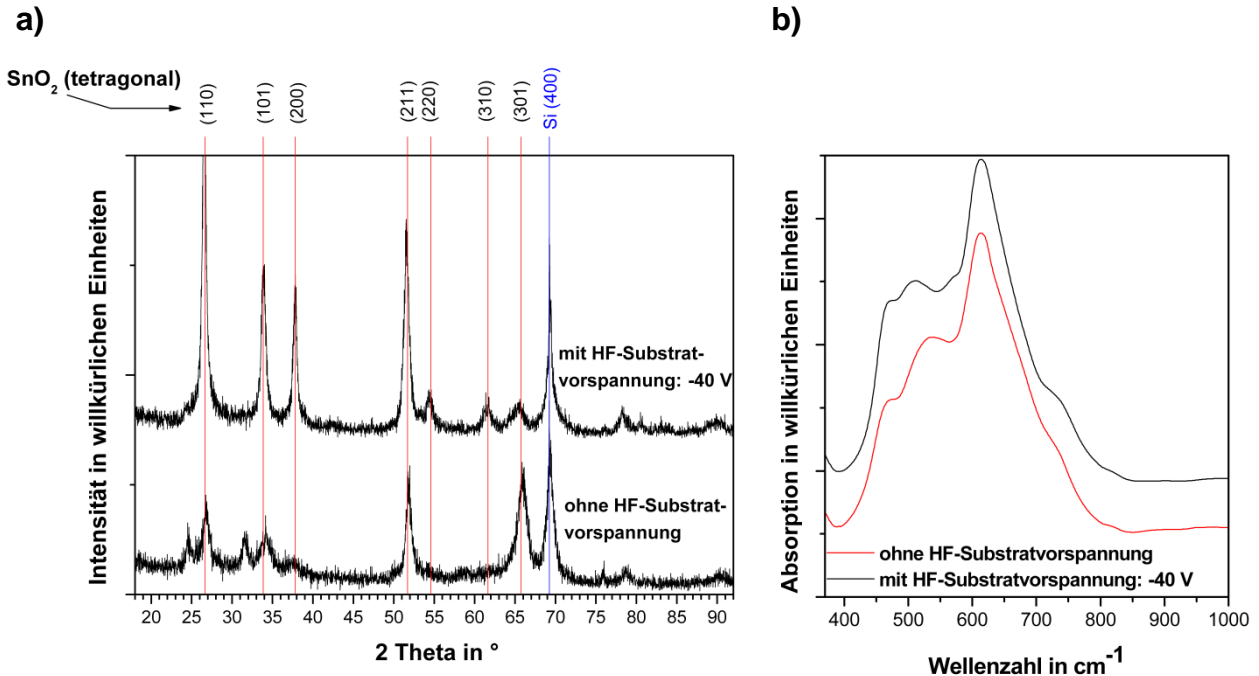 a)
SnO2 (tetragonal)
(110)
(101)
(200)
(211)
(220)
(310)
(301)
Si (400)
Intensität in willkürlichen Einheiten
mit HF-Substrat-
vorspannung: -40 V
ohne HF-Substrat-
vorspannung
20 25 30 35 40 45 50 55 60 65 70 75 80 85 90
2 Theta in °
b)
Absorption in willkürlichen Einheiten
ohne HF-Substratvorspannung
mit HF-Substratvorspannung: -40 V
400 500 600 700 800 900 1000
Wellenzahl in cm-1